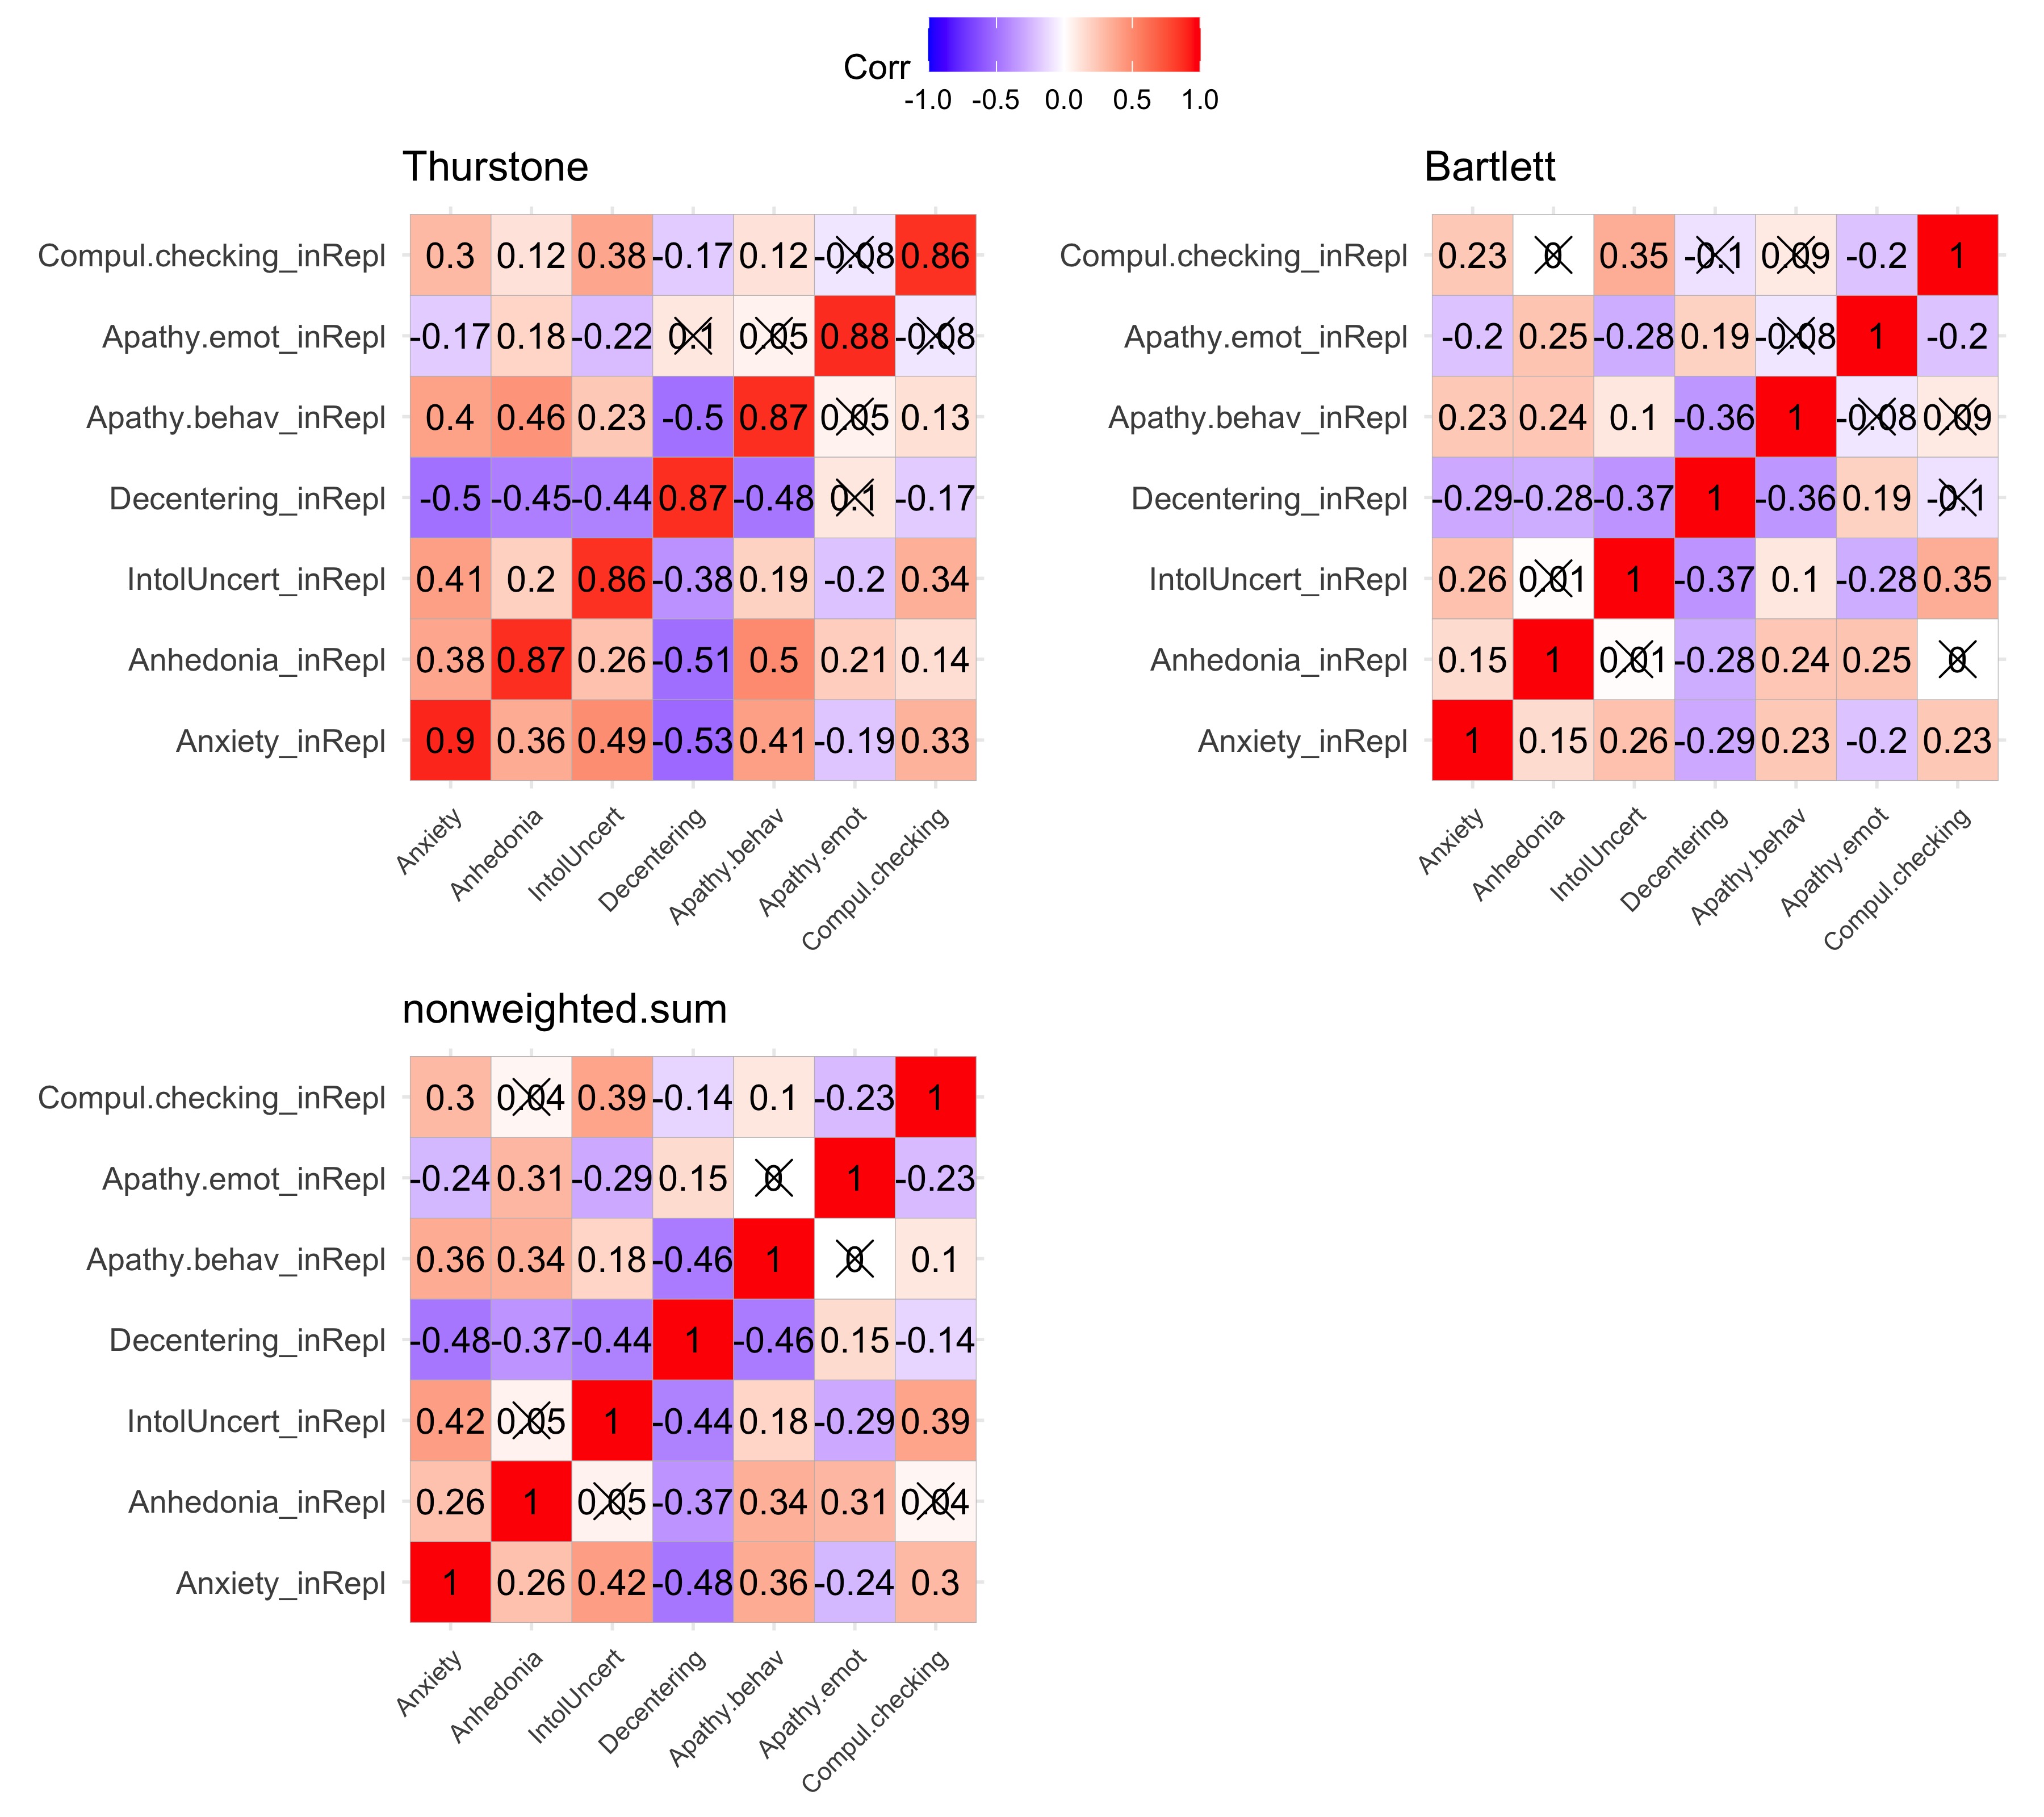 Corr
-1.0 -0.5 0.0 0.5 1.0
Thurstone
Compul.checking_inRepl 0.3 0.12 0.38 -0.17 0.12 -0.08 0.86
Apathy.emot_inRepl -0.17 0.18 -0.22 0.1 0.05 0.88 -0.08
Apathy.behav_inRepl 0.4 0.46 0.23 -0.5 0.87 0.05 0.13
Decentering_inRepl -0.5 -0.45 -0.44 0.87 -0.48 0.1 -0.17
IntolUncert_inRepl 0.41 0.2 0.86 -0.38 0.19 -0.2 0.34
Anhedonia_inRepl 0.38 0.87 0.26 -0.51 0.5 0.21 0.14
Anxiety_inRepl 0.9 0.36 0.49 -0.53 0.41 -0.19 0.33
Anxiety Anhedonia IntolUncert Decentering Apathy.behav Apathy.emot Compul.checking
Bartlett
Compul.checking_inRepl 0.23 0 0.35 -0.1 0.09 -0.2 1
Apathy.emot_inRepl -0.2 0.25 -0.28 0.19 -0.08 1 -0.2
Apathy.behav_inRepl 0.23 0.24 0.1 -0.36 1 -0.08 0.09
Decentering_inRepl -0.29 -0.28 -0.37 1 -0.36 0.19 -0.1
IntolUncert_inRepl 0.26 0.01 1 -0.37 0.1 -0.28 0.35
Anhedonia_inRepl 0.15 1 0.01 -0.28 0.24 0.25 0
Anxiety_inRepl 1 0.15 0.26 -0.29 0.23 -0.2 0.23
Anxiety Anhedonia IntolUncert Decentering Apathy.behav Apathy.emot Compul.checking
nonweighted.sum
Compul.checking_inRepl 0.3 0.04 0.39 -0.14 0.1 -0.23 1
Apathy.emot_inRepl -0.24 0.31 -0.29 0.15 0 1 -0.23
Apathy.behav_inRepl 0.36 0.34 0.18 -0.46 1 0 0.1
Decentering_inRepl -0.48 -0.37 -0.44 1 -0.46 0.15 -0.14
IntolUncert_inRepl 0.42 0.05 1 -0.44 0.18 -0.29 0.39
Anhedonia_inRepl 0.26 1 0.05 -0.37 0.34 0.31 0.04
Anxiety_inRepl 1 0.26 0.42 -0.48 0.36 -0.24 0.3
Anxiety Anhedonia IntolUncert Decentering Apathy.behav Apathy.emot Compul.checking